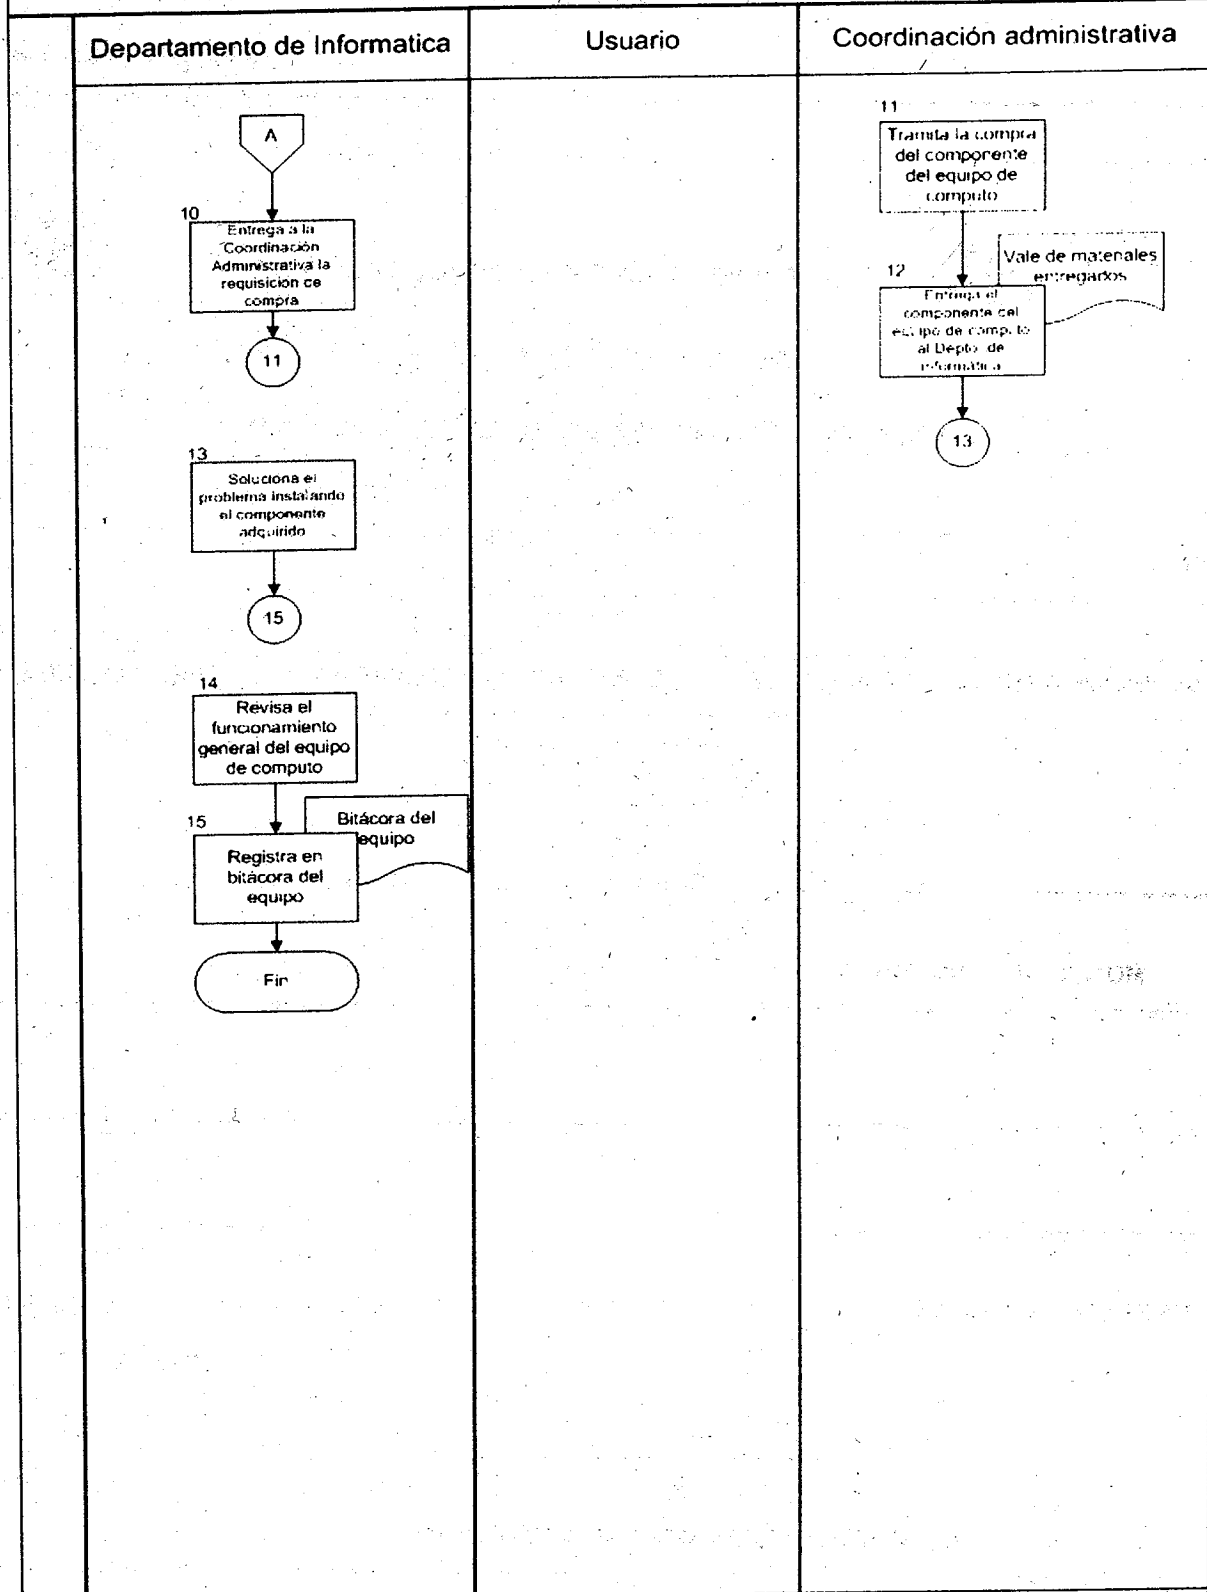 Departamento de Informatica
Usuario
Coordinación administrativa
A
10
Entrega a la
Coordinación
Administrativa la
requisición de
compra
11
13
Soluciona el
problema instalando
el componente
adquirido
15
14
Revisa el
funcionamiento
general del equipo
de computo
15
Registra en
bitácora del
equipo
Bitácora del
equipo
Fin
11
Tramita la compra
del componente
del equipo de
computo
12
Entrega el
componente del
equipo de computo
al Depto. de
informática
Vale de materiales
entregados
13